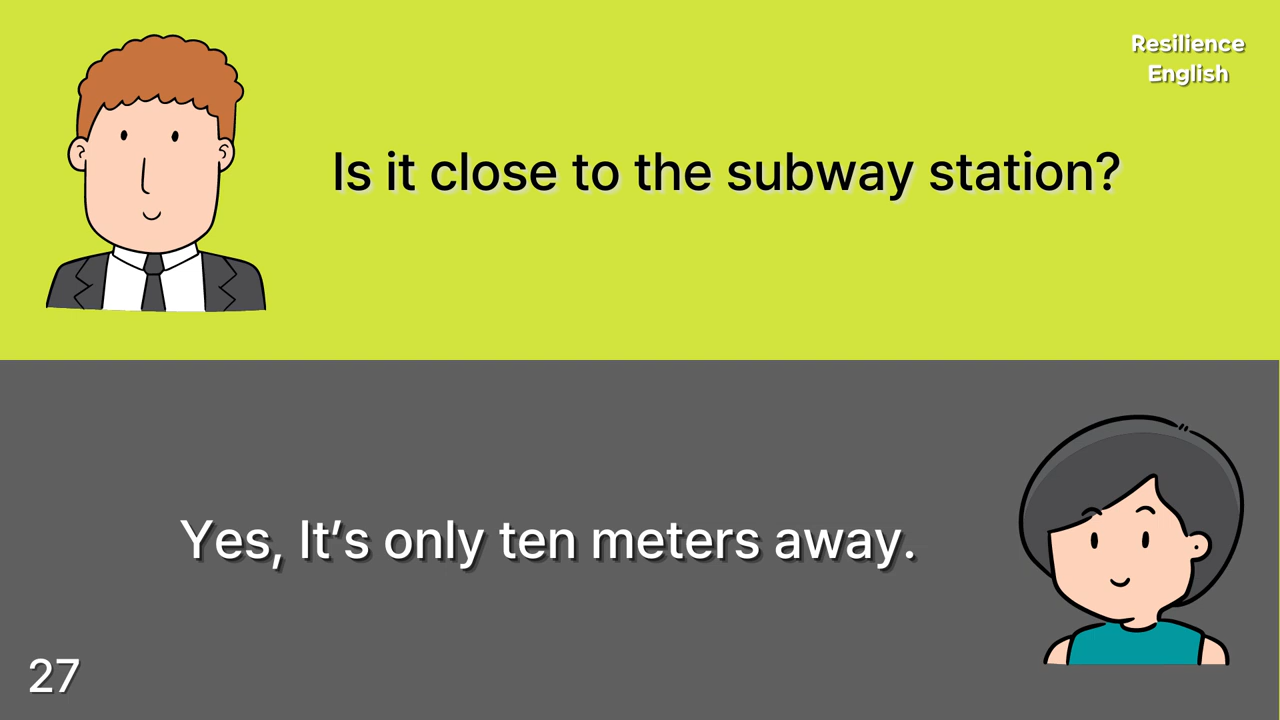 Resilience
English
Is it close to the subway station?
Yes, It’s only ten meters away.
27